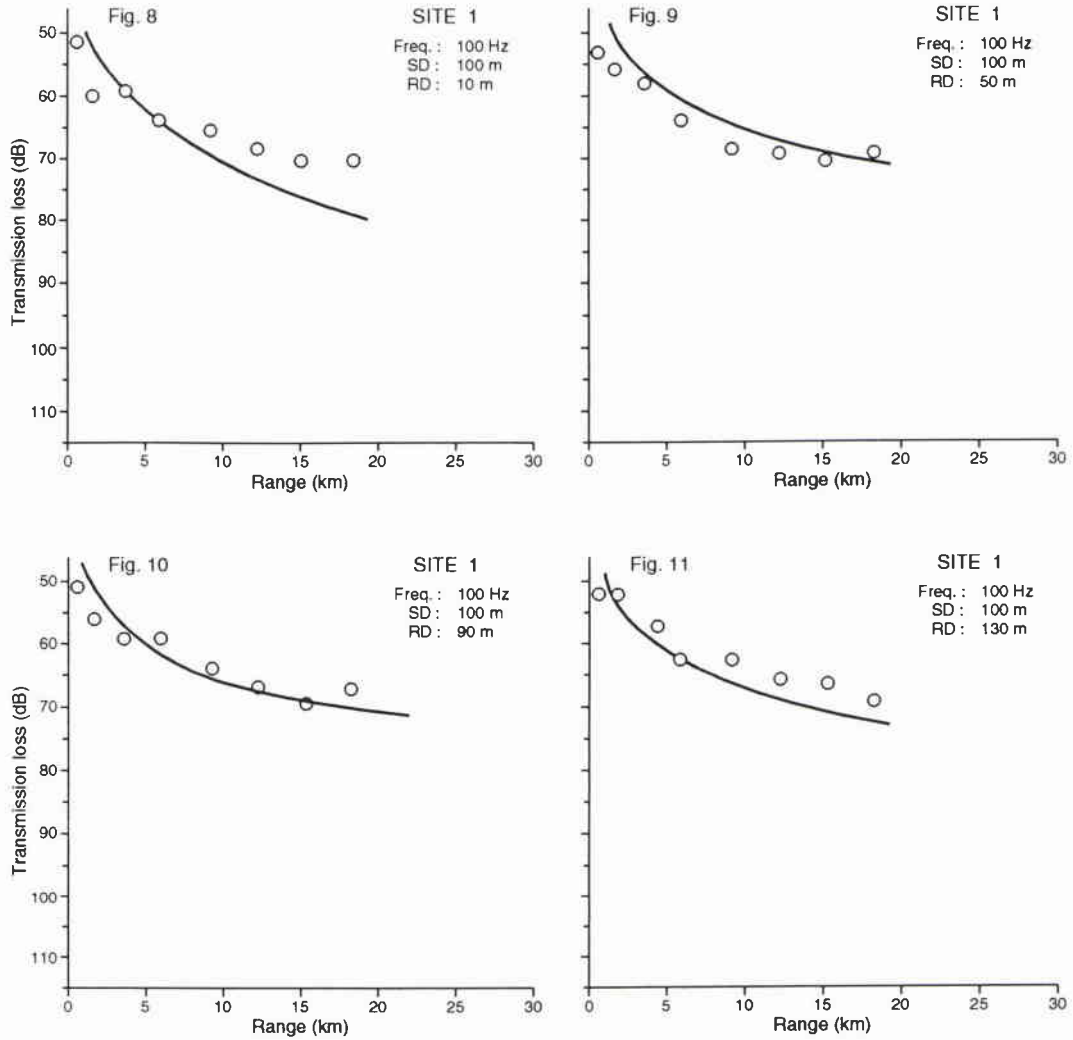 Fig. 8
SITE 1
Freq. : 100 Hz
SD : 100 m
RD : 10 m
Transmission loss (dB)
50
60
70
80
90
100
110
0 5 10 15 20 25 30
Range (km)
Fig. 9
SITE 1
Freq. : 100 Hz
SD : 100 m
RD : 50 m
0 5 10 15 20 25 30
Range (km)
Fig. 10
SITE 1
Freq. : 100 Hz
SD : 100 m
RD : 90 m
Transmission loss (dB)
50
60
70
80
90
100
110
0 5 10 15 20 25 30
Range (km)
Fig. 11
SITE 1
Freq. : 100 Hz
SD : 100 m
RD : 130 m
0 5 10 15 20 25 30
Range (km)